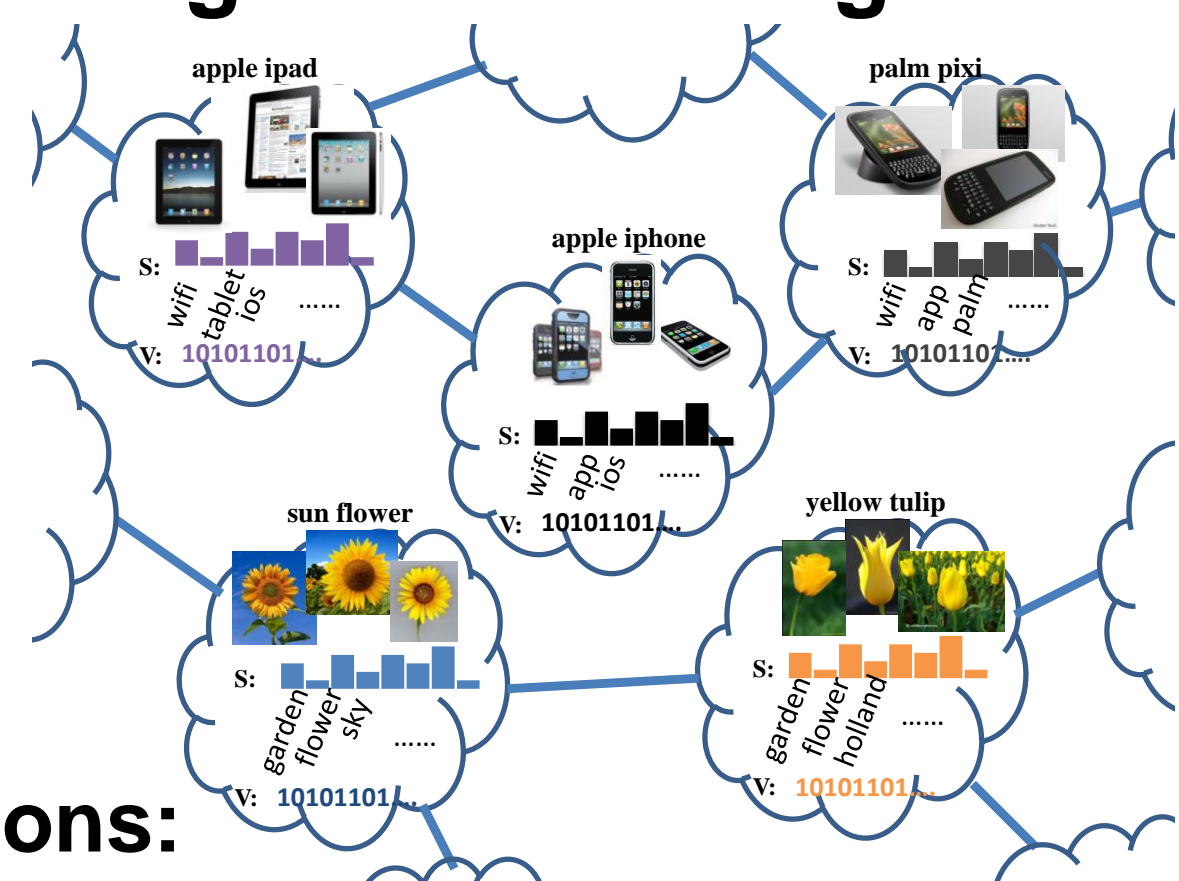 apple ipad
S:
wifi
tablet
ios
......
V: 10101101....
palm pixi
S:
wifi
app
palm
......
V: 10101101....
apple iphone
S:
wifi
app
ios
......
V: 10101101....
sun flower
S:
garden
flower
sky
......
V: 10101101....
yellow tulip
S:
garden
flower
holland
......
V: 10101101....
ons: